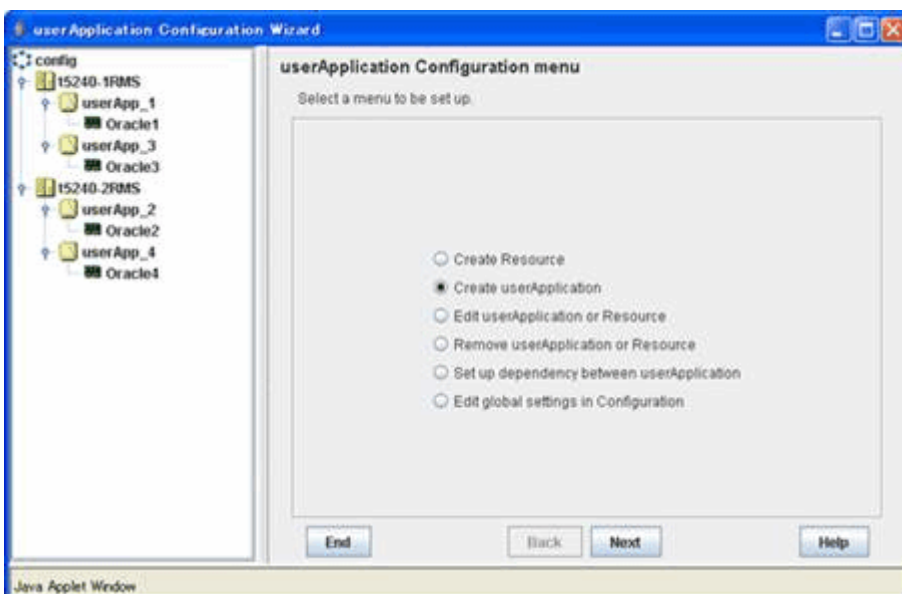 userApplication Configuration Wizard
config
t5240-1RMS
userApp_1
Oracle1
userApp_3
Oracle3
t5240-2RMS
userApp_2
Oracle2
userApp_4
Oracle4
userApplication Configuration menu
Select a menu to be set up.
Create Resource
Create userApplication
Edit userApplication or Resource
Remove userApplication or Resource
Set up dependency between userApplication
Edit global settings in Configuration
End
Back
Next
Help
Java Applet Window